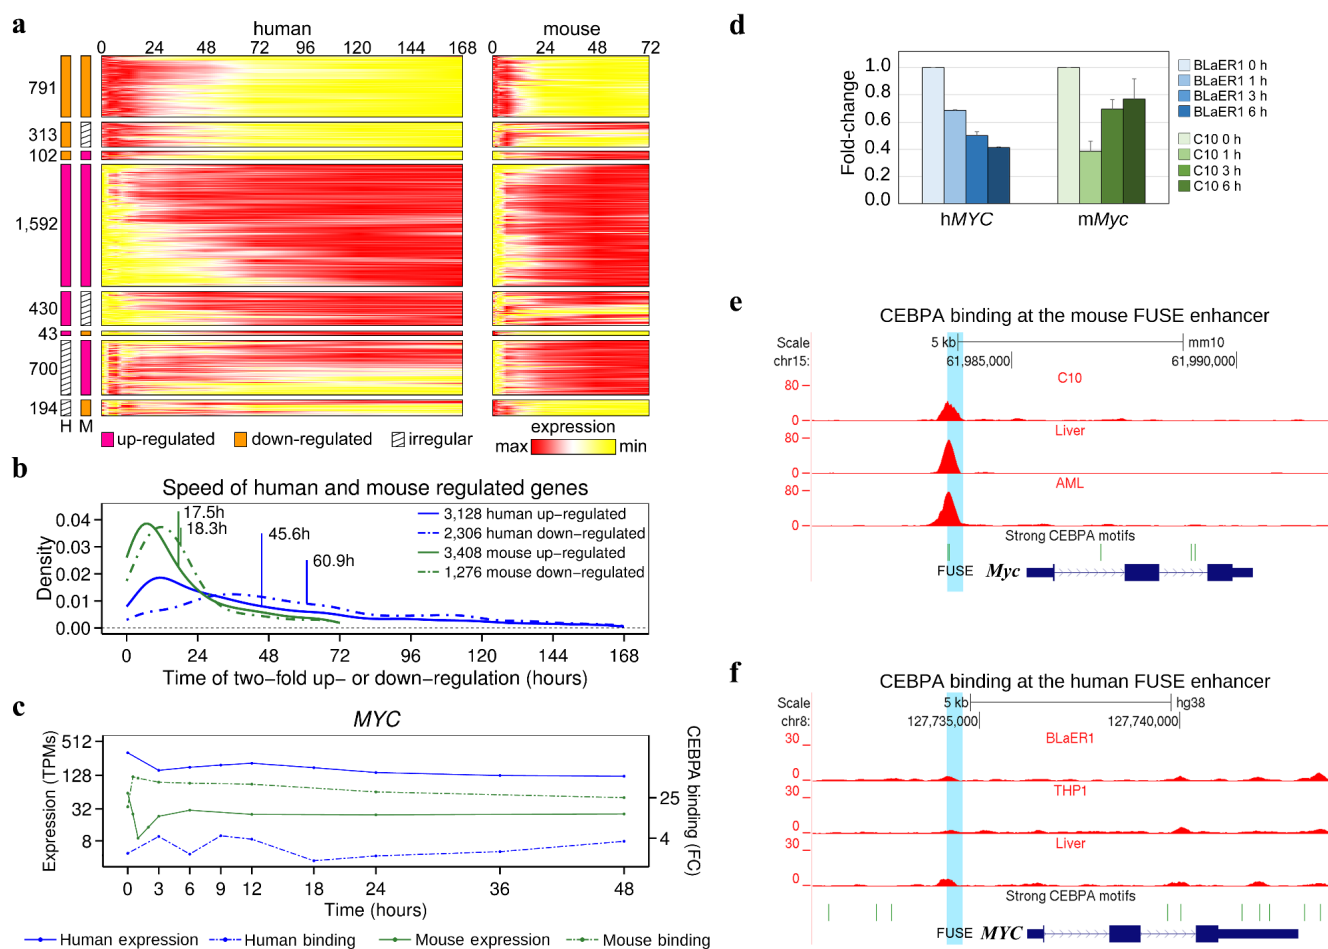 a
human
mouse
0 24 48 72 96 120 144 168
0 24 48 72
791
313
102
1,592
430
43
700
194
H M
up-regulated down-regulated irregular
expression
max min
b
Speed of human and mouse regulated genes
Density
0.04
0.03
0.02
0.01
0.00
17.5h
18.3h
45.6h
60.9h
3,128 human up-regulated
2,306 human down-regulated
3,408 mouse up-regulated
1,276 mouse down-regulated
0 24 48 72 96 120 144 168
Time of two-fold up- or down-regulation (hours)
c
MYC
Expression (TPMs)
512
128
32
8
CEBPA binding (FC)
25
4
0 3 6 9 12 18 24 36 48
Time (hours)
Human expression Human binding Mouse expression Mouse binding
d
Fold-change
1.0
0.8
0.6
0.4
0.2
0.0
hMYC mMyc
BLaER1 0 h
BLaER1 1 h
BLaER1 3 h
BLaER1 6 h
C10 0 h
C10 1 h
C10 3 h
C10 6 h
e
CEBPA binding at the mouse FUSE enhancer
Scale 5 kb mm10
chr15: 61,985,000 61,990,000
C10
80
0
Liver
80
0
AML
80
0
Strong CEBPA motifs
FUSE Myc
f
CEBPA binding at the human FUSE enhancer
Scale 5 kb hg38
chr8: 127,735,000 127,740,000
BLaER1
30
0
THP1
30
0
Liver
30
0
Strong CEBPA motifs
FUSE MYC